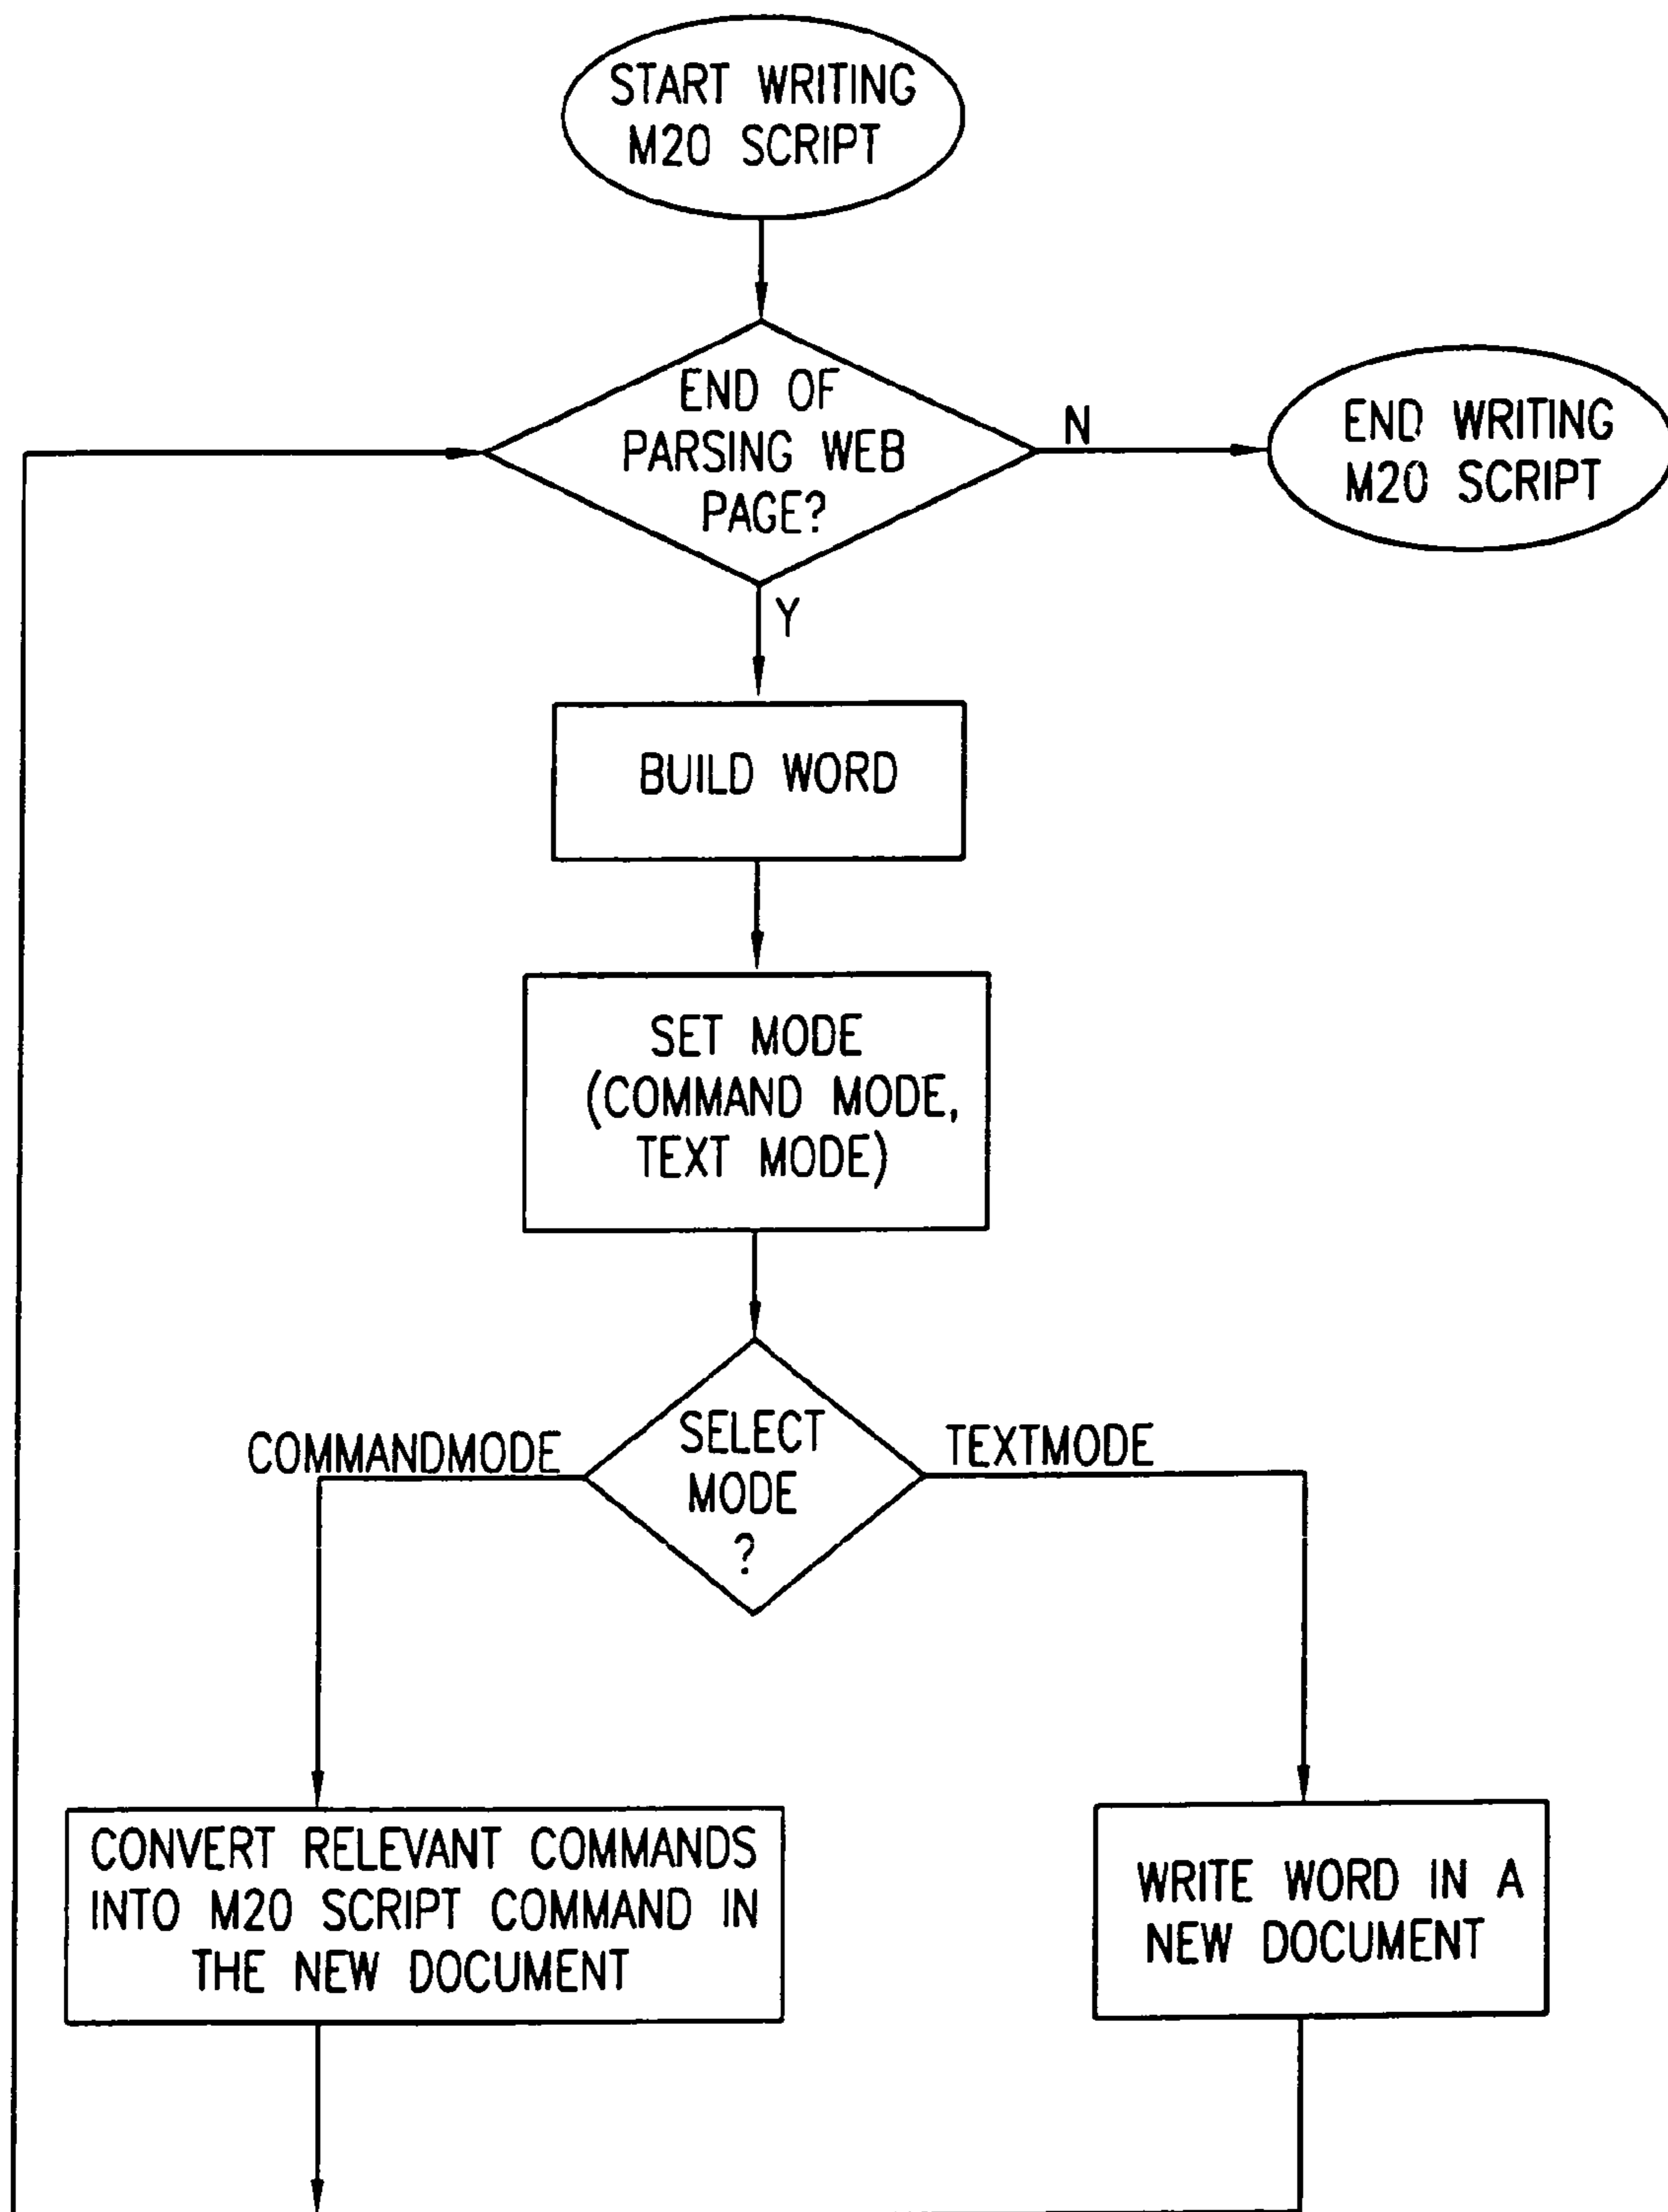 START WRITING
M20 SCRIPT
END OF
PARSING WEB
PAGE?
N
END WRITING
M20 SCRIPT
Y
BUILD WORD
SET MODE
(COMMAND MODE,
TEXT MODE)
COMMANDMODE
SELECT
MODE
?
TEXTMODE
CONVERT RELEVANT COMMANDS
INTO M20 SCRIPT COMMAND IN
THE NEW DOCUMENT
WRITE WORD IN A
NEW DOCUMENT